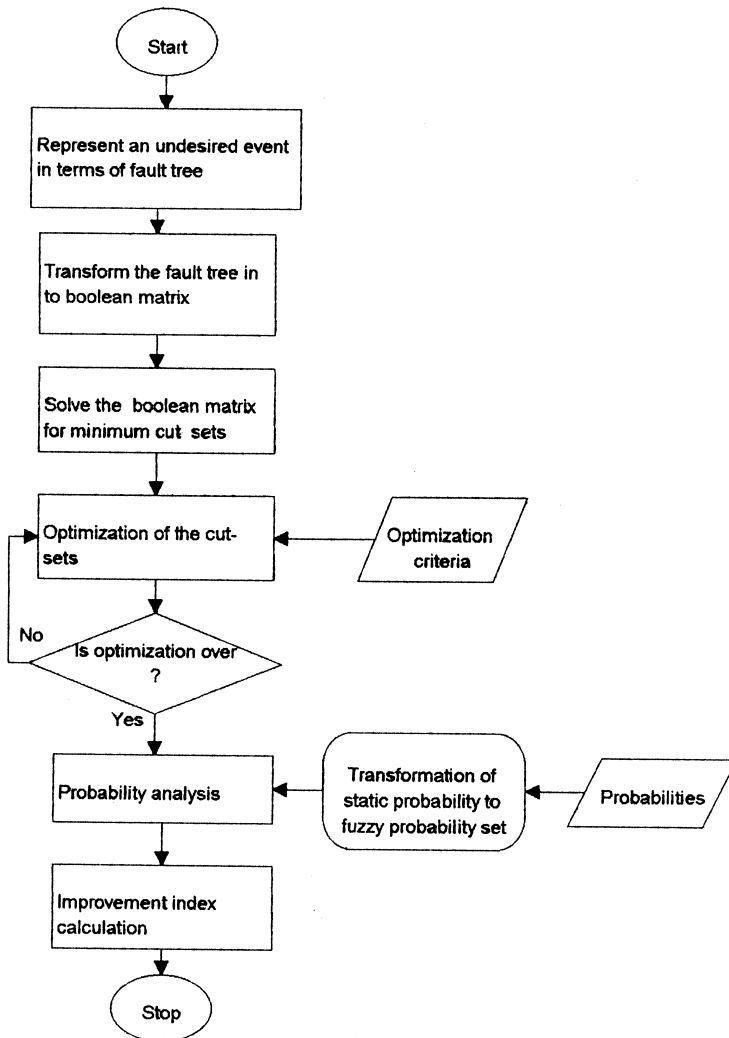 Start
Represent an undesired event
in terms of fault tree
Transform the fault tree in
to boolean matrix
Solve the boolean matrix
for minimum cut sets
Optimization of the cut-
sets
Optimization
criteria
No
Is optimization over
?
Yes
Probability analysis
Transformation of
static probability to
fuzzy probability set
Probabilities
Improvement index
calculation
Stop